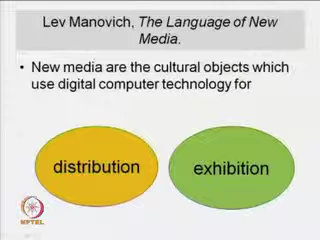 Lev Manovich, The Language of New
Media.
• New media are the cultural objects which
use digital computer technology for
distribution
exhibition
NPTEL